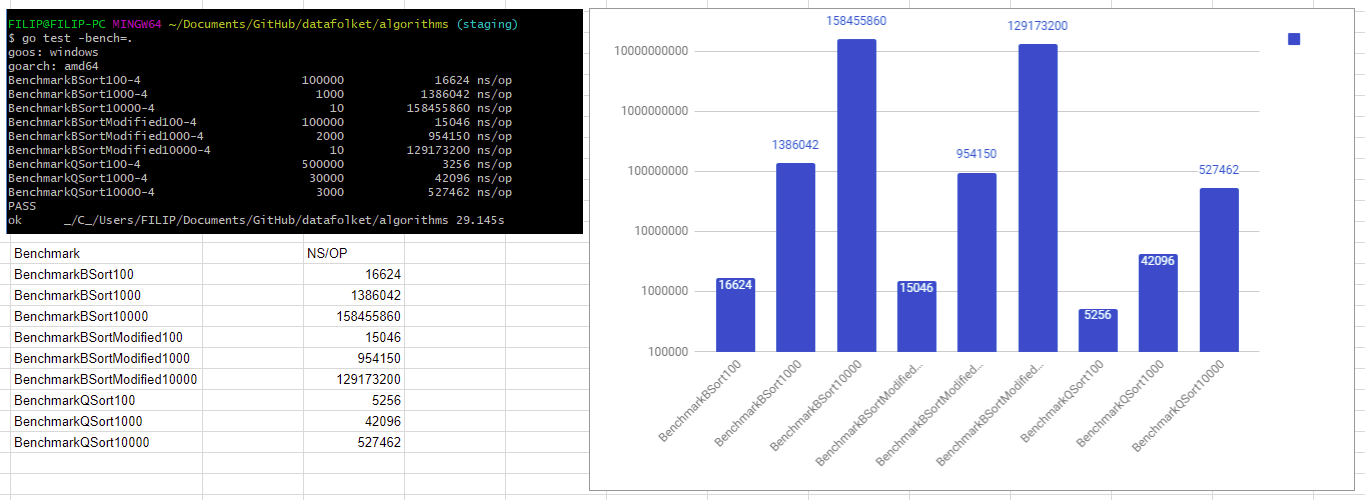 FILIP@FILIP-PC MINGW64 ~/Documents/GitHub/datafolket/algorithms (staging)
$ go test -bench=.
goos: windows
goarch: amd64
BenchmarkBSort100-4 100000 16624 ns/op
BenchmarkBSort1000-4 1000 1386042 ns/op
BenchmarkBSort10000-4 10 158455860 ns/op
BenchmarkBSortModified100-4 100000 15046 ns/op
BenchmarkBSortModified1000-4 2000 954150 ns/op
BenchmarkBSortModified10000-4 10 129173200 ns/op
BenchmarkQSort100-4 500000 3256 ns/op
BenchmarkQSort1000-4 30000 42096 ns/op
BenchmarkQSort10000-4 3000 527462 ns/op
PASS
ok _/C_/Users/FILIP/Documents/GitHub/datafolket/algorithms 29.145s
Benchmark NS/OP
BenchmarkBSort100 16624
BenchmarkBSort1000 1386042
BenchmarkBSort10000 158455860
BenchmarkBSortModified100 15046
BenchmarkBSortModified1000 954150
BenchmarkBSortModified10000 129173200
BenchmarkQSort100 5256
BenchmarkQSort1000 42096
BenchmarkQSort10000 527462
10000000000
1000000000
100000000
10000000
1000000
100000
16624
1386042
158455860
15046
954150
129173200
5256
42096
527462
BenchmarkBSort100
BenchmarkBSort1000
BenchmarkBSort10000
BenchmarkBSortModified...
BenchmarkBSortModified...
BenchmarkBSortModified...
BenchmarkQSort100
BenchmarkQSort1000
BenchmarkQSort10000